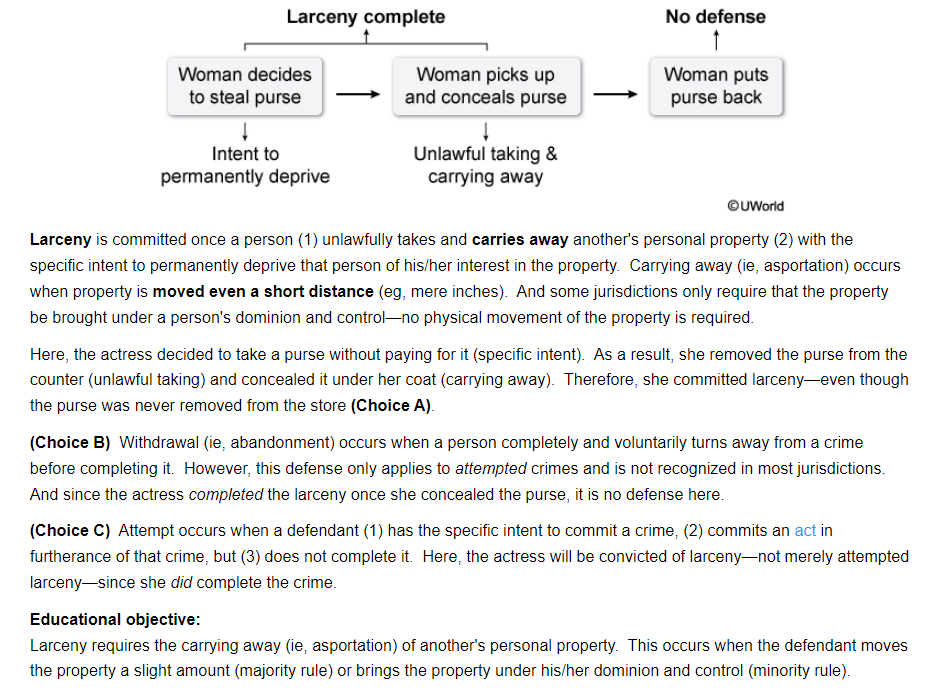 Larceny complete
No defense
Woman decides
to steal purse
Woman picks up
and conceals purse
Woman puts
purse back
Intent to
permanently deprive
Unlawful taking &
carrying away
©UWorld
Larceny is committed once a person (1) unlawfully takes and carries away another's personal property (2) with the
specific intent to permanently deprive that person of his/her interest in the property.  Carrying away (ie, asportation) occurs
when property is moved even a short distance (eg, mere inches).  And some jurisdictions only require that the property
be brought under a person's dominion and control—no physical movement of the property is required.
Here, the actress decided to take a purse without paying for it (specific intent).  As a result, she removed the purse from the
counter (unlawful taking) and concealed it under her coat (carrying away).  Therefore, she committed larceny—even though
the purse was never removed from the store (Choice A).
(Choice B)  Withdrawal (ie, abandonment) occurs when a person completely and voluntarily turns away from a crime
before completing it.  However, this defense only applies to attempted crimes and is not recognized in most jurisdictions.
And since the actress completed the larceny once she concealed the purse, it is no defense here.
(Choice C)  Attempt occurs when a defendant (1) has the specific intent to commit a crime, (2) commits an act in
furtherance of that crime, but (3) does not complete it.  Here, the actress will be convicted of larceny—not merely attempted
larceny—since she did complete the crime.
Educational objective:
Larceny requires the carrying away (ie, asportation) of another's personal property.  This occurs when the defendant moves
the property a slight amount (majority rule) or brings the property under his/her dominion and control (minority rule).